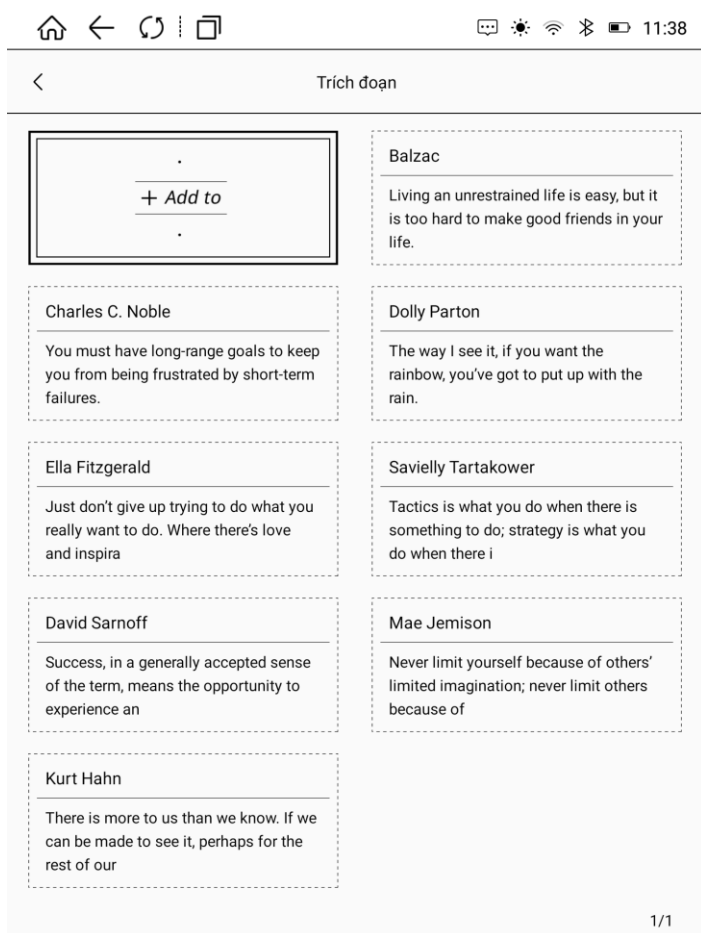 11:38
Trích đoạn
+ Add to
Balzac
Living an unrestrained life is easy, but it
is too hard to make good friends in your
life.
Charles C. Noble
You must have long-range goals to keep
you from being frustrated by short-term
failures.
Dolly Parton
The way I see it, if you want the
rainbow, you’ve got to put up with the
rain.
Ella Fitzgerald
Just don’t give up trying to do what you
really want to do. Where there’s love
and inspira
Savielly Tartakower
Tactics is what you do when there is
something to do; strategy is what you
do when there i
David Sarnoff
Success, in a generally accepted sense
of the term, means the opportunity to
experience an
Mae Jemison
Never limit yourself because of others’
limited imagination; never limit others
because of
Kurt Hahn
There is more to us than we know. If we
can be made to see it, perhaps for the
rest of our
1/1